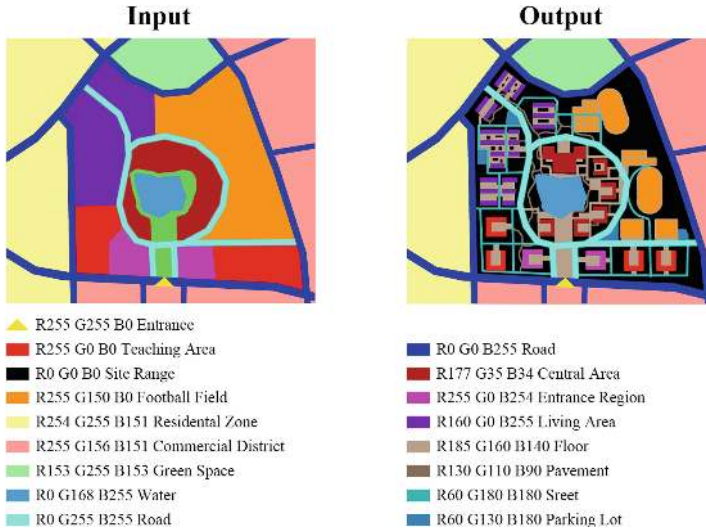 Input
Output
R255 G255 B0 Entrance
R255 G0 B0 Teaching Area
R0 G0 B0 Site Range
R255 G150 B0 Football Field
R254 G255 B151 Residental Zone
R255 G156 B151 Commercial District
R153 G255 B153 Green Space
R0 G168 B255 Water
R0 G255 B255 Road
R0 G0 B255 Road
R177 G35 B34 Central Area
R255 G0 B254 Entrance Region
R160 G0 B255 Living Area
R185 G160 B140 Floor
R130 G110 B90 Pavement
R60 G180 B180 Sreet
R60 G130 B180 Parking Lot